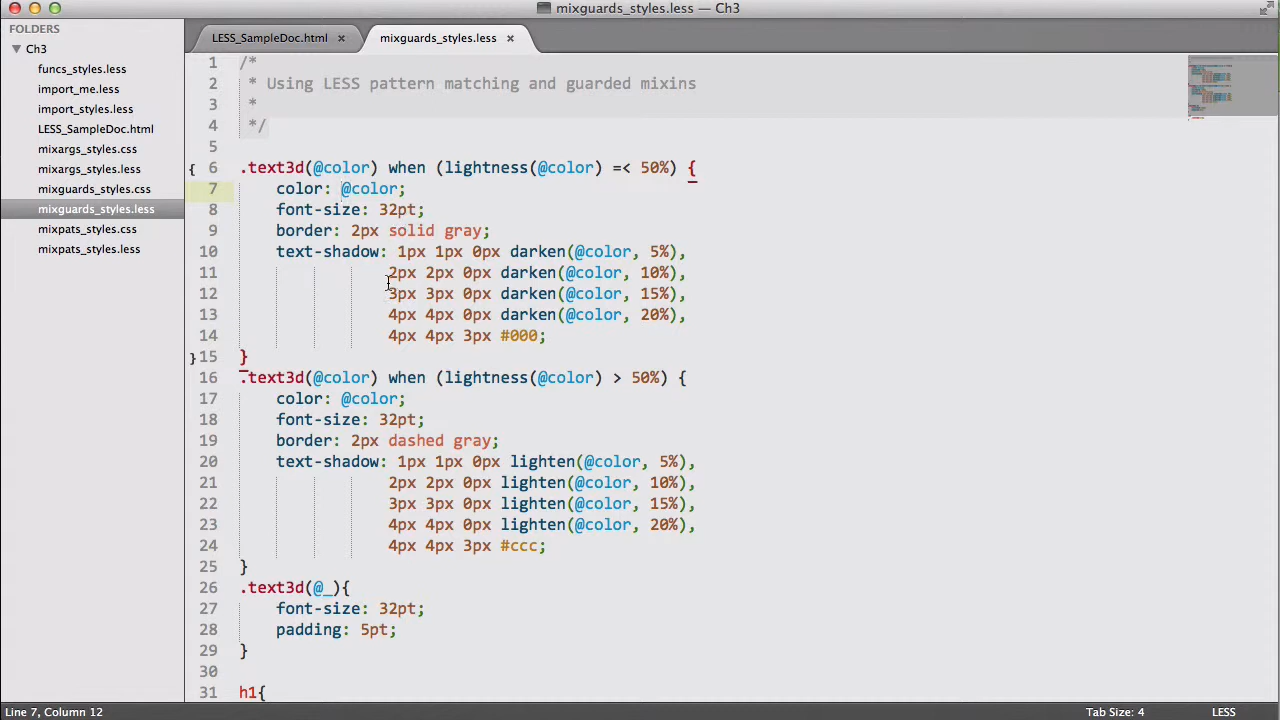 mixguards_styles.less — Ch3
FOLDERS
Ch3
funcs_styles.less
import_me.less
import_styles.less
LESS_SampleDoc.html
mixargs_styles.css
mixargs_styles.less
mixguards_styles.css
mixguards_styles.less
mixpats_styles.css
mixpats_styles.less
LESS_SampleDoc.html ×
mixguards_styles.less ×
1 /*
2 * Using LESS pattern matching and guarded mixins
3 *
4 */
5
6 .text3d(@color) when (lightness(@color) =< 50%) {
7 color: @color;
8 font-size: 32pt;
9 border: 2px solid gray;
10 text-shadow: 1px 1px 0px darken(@color, 5%),
11 2px 2px 0px darken(@color, 10%),
12 3px 3px 0px darken(@color, 15%),
13 4px 4px 0px darken(@color, 20%),
14 4px 4px 3px #000;
15 }
16 .text3d(@color) when (lightness(@color) > 50%) {
17 color: @color;
18 font-size: 32pt;
19 border: 2px dashed gray;
20 text-shadow: 1px 1px 0px lighten(@color, 5%),
21 2px 2px 0px lighten(@color, 10%),
22 3px 3px 0px lighten(@color, 15%),
23 4px 4px 0px lighten(@color, 20%),
24 4px 4px 3px #ccc;
25 }
26 .text3d(@_){
27 font-size: 32pt;
28 padding: 5pt;
29 }
30
31 h1{
Line 7, Column 12
Tab Size: 4
LESS